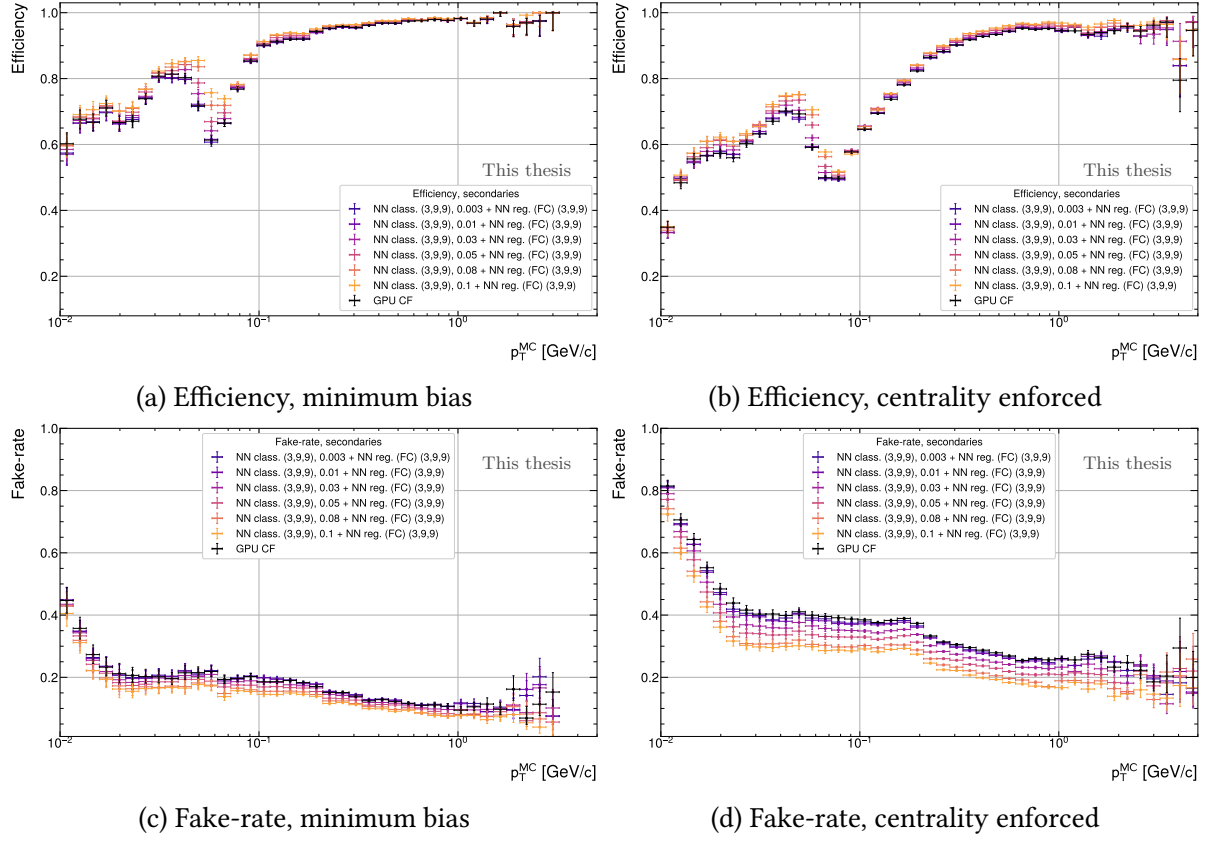 Efficiency
1.0
0.8
0.6
0.4
0.2
10⁻²
10⁻¹
10⁰
p_T^MC [GeV/c]
This thesis
Efficiency, secondaries
NN class. (3,9,9), 0.003 + NN reg. (FC) (3,9,9)
NN class. (3,9,9), 0.01 + NN reg. (FC) (3,9,9)
NN class. (3,9,9), 0.03 + NN reg. (FC) (3,9,9)
NN class. (3,9,9), 0.05 + NN reg. (FC) (3,9,9)
NN class. (3,9,9), 0.08 + NN reg. (FC) (3,9,9)
NN class. (3,9,9), 0.1 + NN reg. (FC) (3,9,9)
GPU CF
(a) Efficiency, minimum bias
Efficiency
1.0
0.8
0.6
0.4
0.2
10⁻²
10⁻¹
10⁰
p_T^MC [GeV/c]
This thesis
Efficiency, secondaries
NN class. (3,9,9), 0.003 + NN reg. (FC) (3,9,9)
NN class. (3,9,9), 0.01 + NN reg. (FC) (3,9,9)
NN class. (3,9,9), 0.03 + NN reg. (FC) (3,9,9)
NN class. (3,9,9), 0.05 + NN reg. (FC) (3,9,9)
NN class. (3,9,9), 0.08 + NN reg. (FC) (3,9,9)
NN class. (3,9,9), 0.1 + NN reg. (FC) (3,9,9)
GPU CF
(b) Efficiency, centrality enforced
Fake-rate
1.0
0.8
0.6
0.4
0.2
10⁻²
10⁻¹
10⁰
p_T^MC [GeV/c]
This thesis
Fake-rate, secondaries
NN class. (3,9,9), 0.003 + NN reg. (FC) (3,9,9)
NN class. (3,9,9), 0.01 + NN reg. (FC) (3,9,9)
NN class. (3,9,9), 0.03 + NN reg. (FC) (3,9,9)
NN class. (3,9,9), 0.05 + NN reg. (FC) (3,9,9)
NN class. (3,9,9), 0.08 + NN reg. (FC) (3,9,9)
NN class. (3,9,9), 0.1 + NN reg. (FC) (3,9,9)
GPU CF
(c) Fake-rate, minimum bias
Fake-rate
1.0
0.8
0.6
0.4
0.2
10⁻²
10⁻¹
10⁰
p_T^MC [GeV/c]
This thesis
Fake-rate, secondaries
NN class. (3,9,9), 0.003 + NN reg. (FC) (3,9,9)
NN class. (3,9,9), 0.01 + NN reg. (FC) (3,9,9)
NN class. (3,9,9), 0.03 + NN reg. (FC) (3,9,9)
NN class. (3,9,9), 0.05 + NN reg. (FC) (3,9,9)
NN class. (3,9,9), 0.08 + NN reg. (FC) (3,9,9)
NN class. (3,9,9), 0.1 + NN reg. (FC) (3,9,9)
GPU CF
(d) Fake-rate, centrality enforced